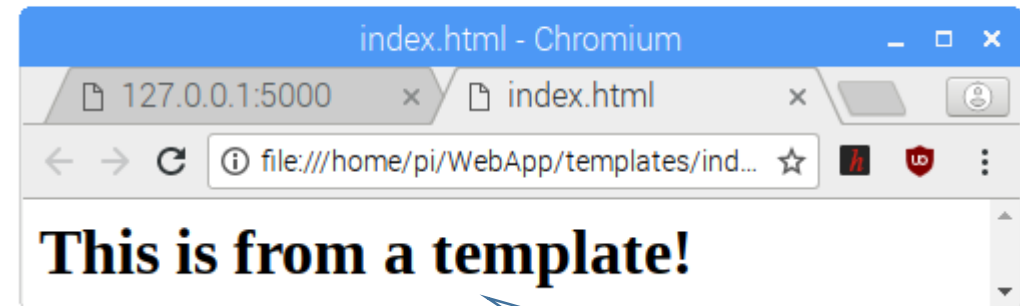 index.html - Chromium
127.0.0.1:5000 index.html
file:///home/pi/WebApp/templates/ind... h UD
This is from a template!